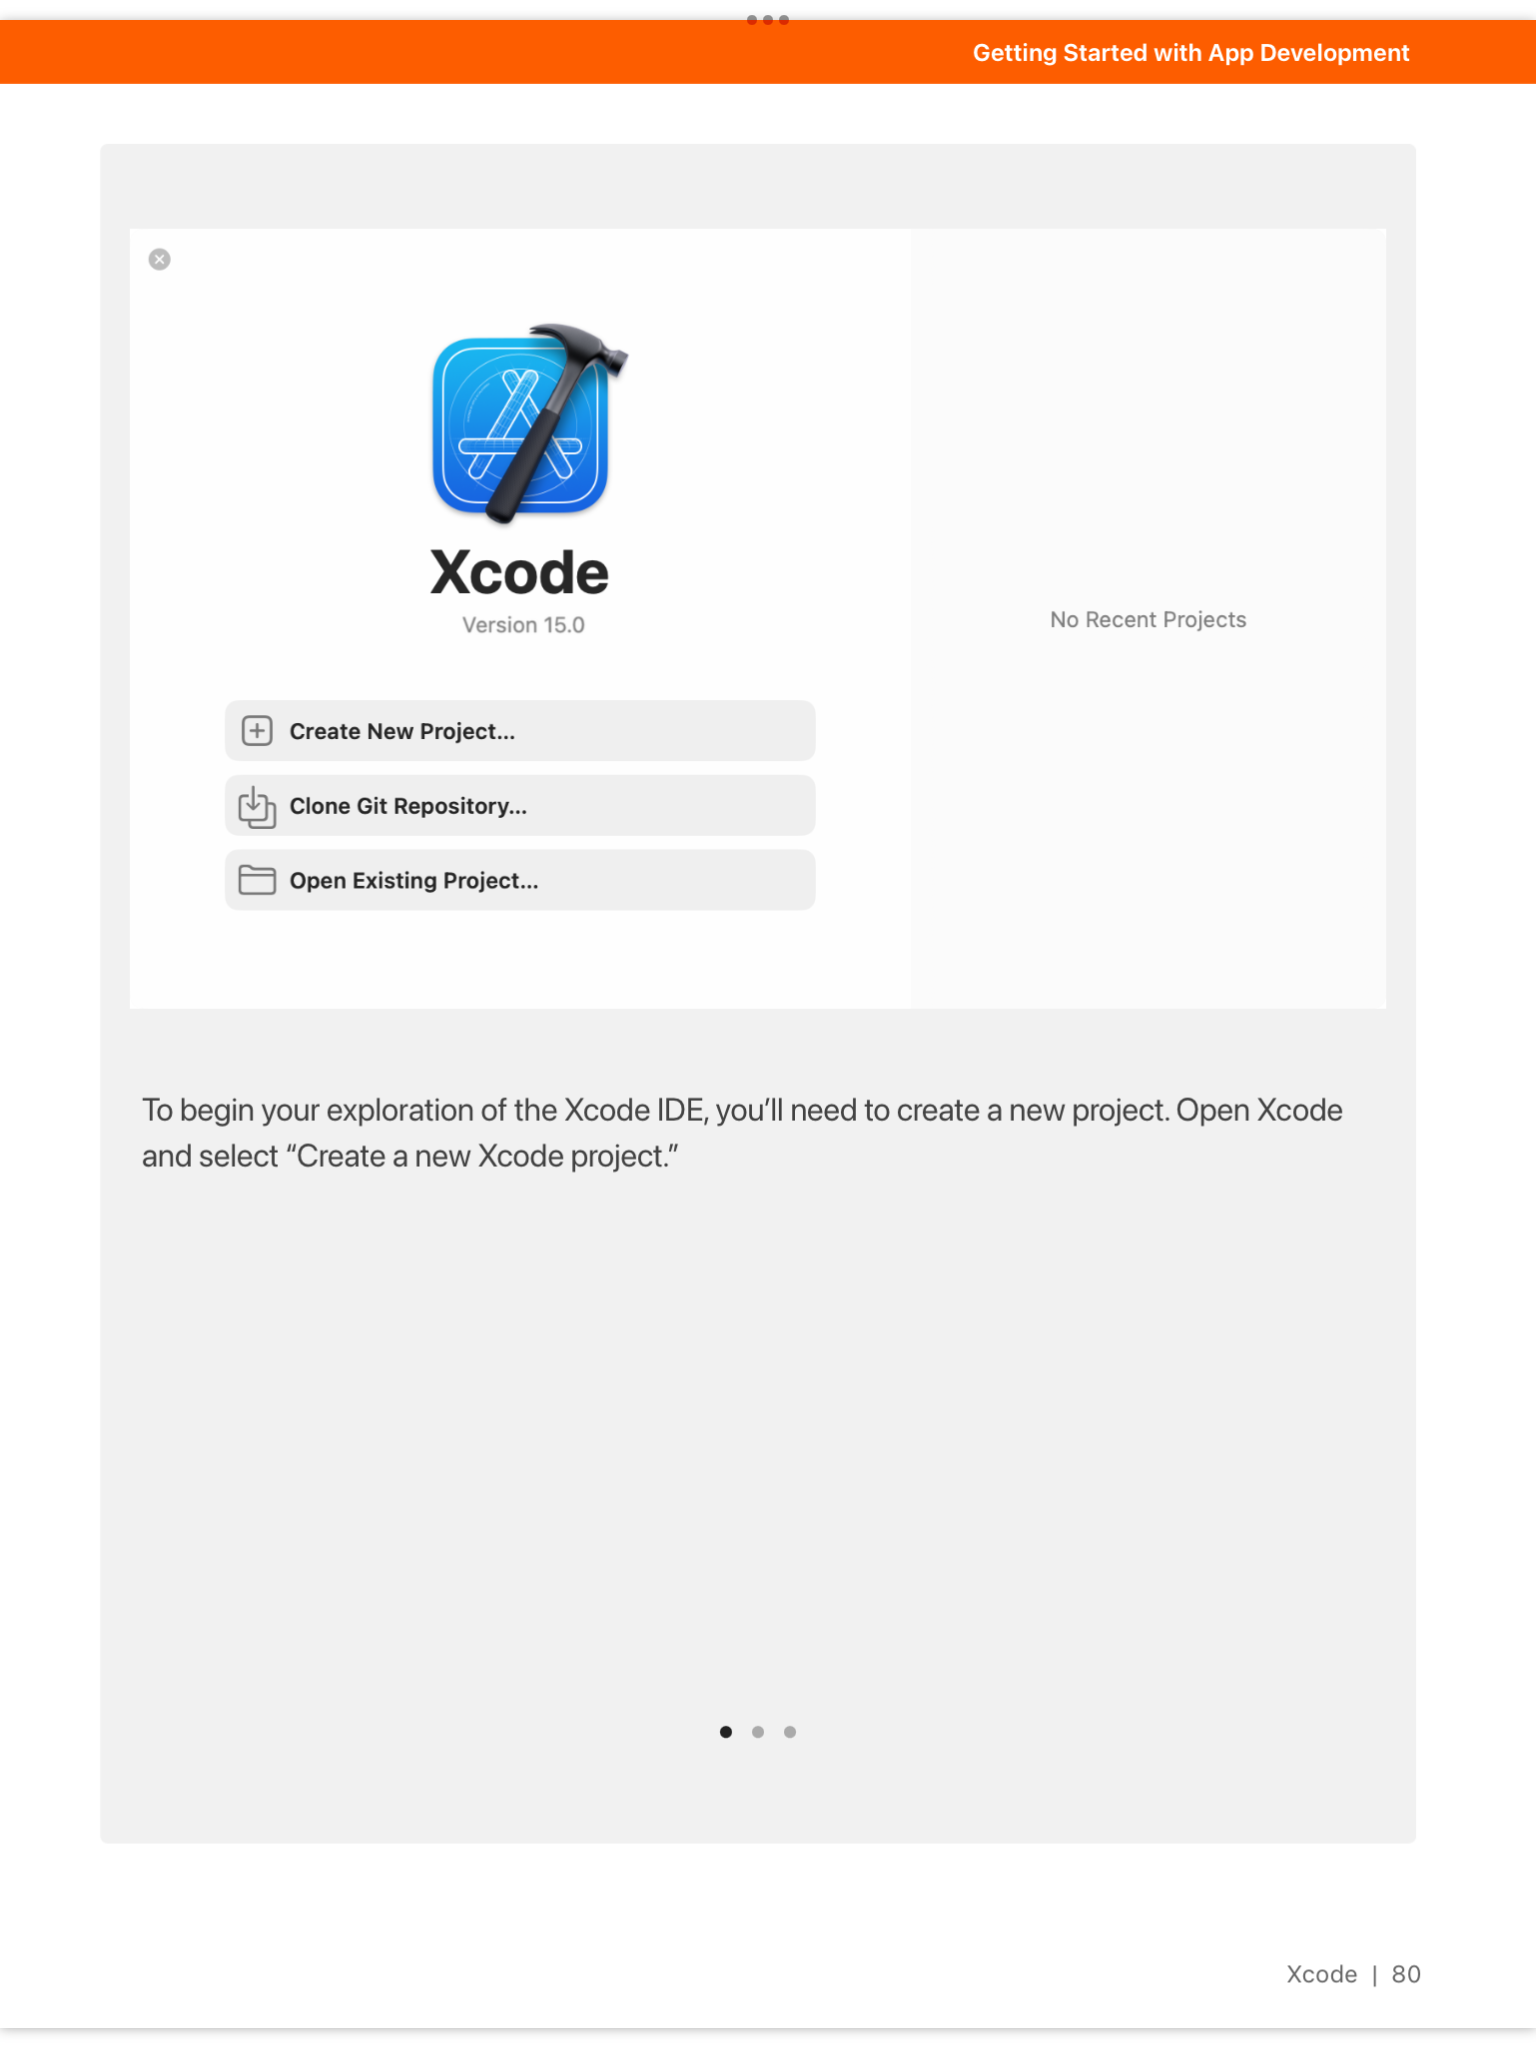 Getting Started with App Development
Xcode
Version 15.0
No Recent Projects
Create New Project...
Clone Git Repository...
Open Existing Project...
To begin your exploration of the Xcode IDE, you’ll need to create a new project. Open Xcode
and select “Create a new Xcode project.”
Xcode | 80